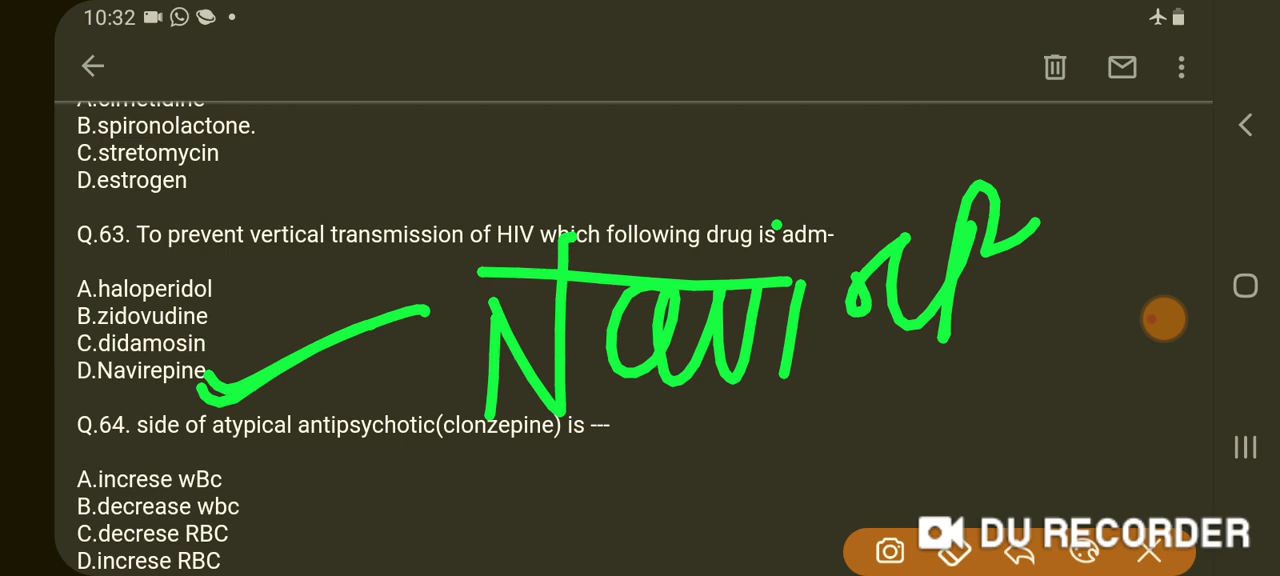 10:32
A.cimetidine
B.spironolactone.
C.stretomycin
D.estrogen
Q.63. To prevent vertical transmission of HIV which following drug is adm-
A.haloperidol
B.zidovudine
C.didamosin
D.Navirepine
Q.64. side of atypical antipsychotic(clonzepine) is ---
A.increse wBc
B.decrease wbc
C.decrese RBC
D.increse RBC
DU RECORDER